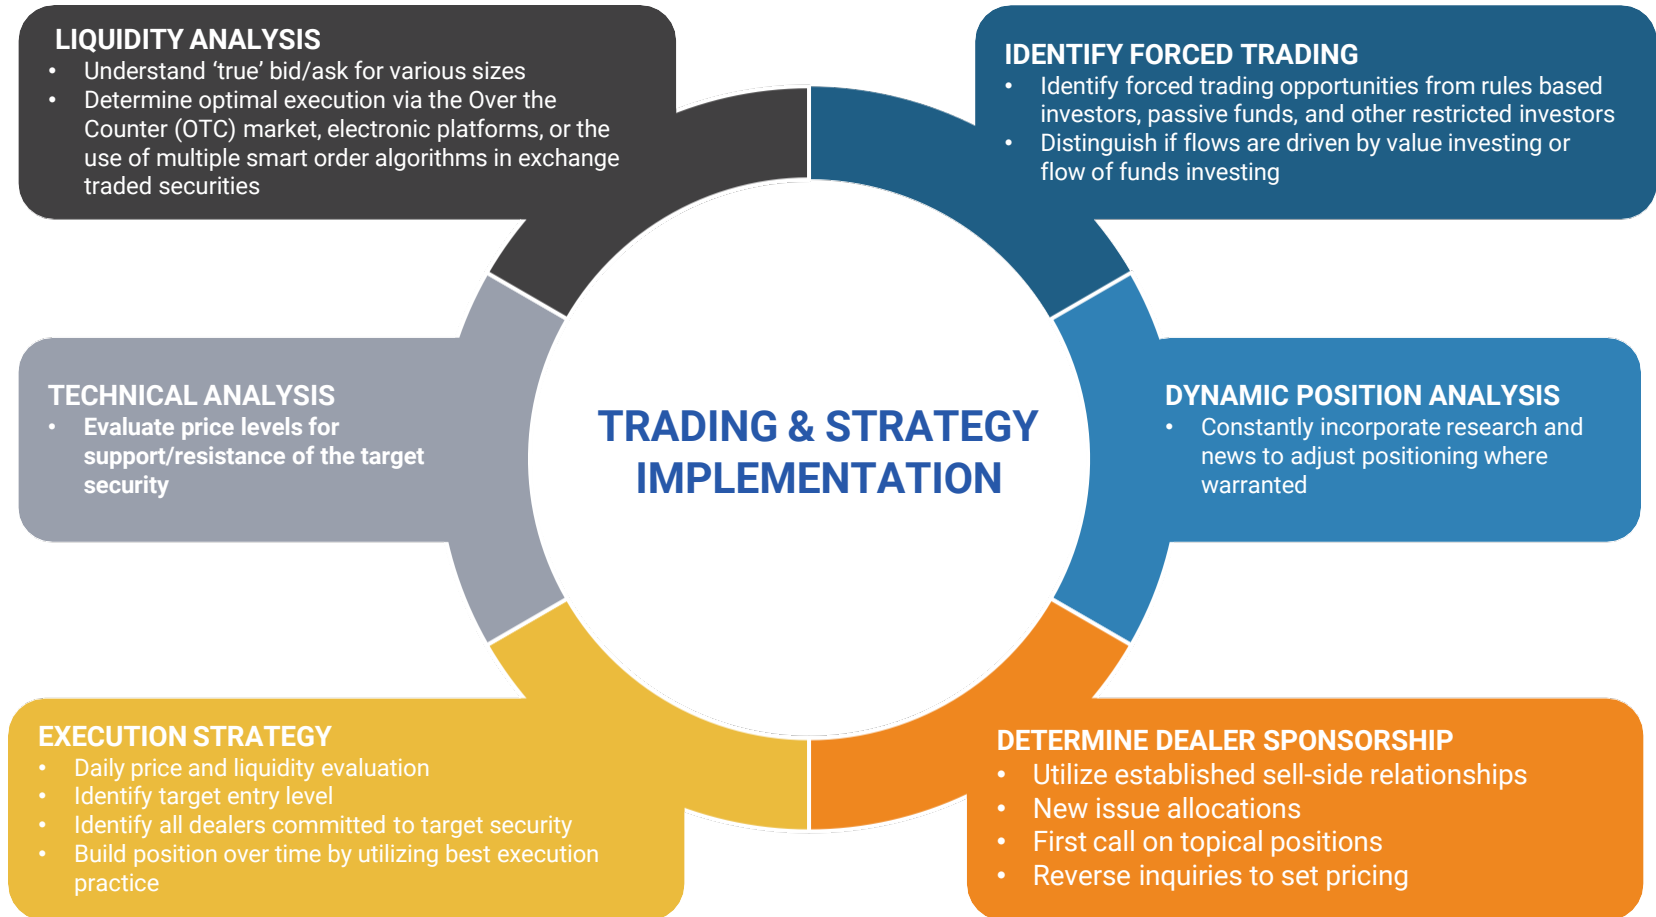 LIQUIDITY ANALYSIS
• Understand ‘true’ bid/ask for various sizes
• Determine optimal execution via the Over the
Counter (OTC) market, electronic platforms, or the
use of multiple smart order algorithms in exchange
traded securities
IDENTIFY FORCED TRADING
• Identify forced trading opportunities from rules based
investors, passive funds, and other restricted investors
• Distinguish if flows are driven by value investing or
flow of funds investing
TECHNICAL ANALYSIS
• Evaluate price levels for
support/resistance of the target
security
TRADING & STRATEGY
IMPLEMENTATION
DYNAMIC POSITION ANALYSIS
• Constantly incorporate research and
news to adjust positioning where
warranted
EXECUTION STRATEGY
• Daily price and liquidity evaluation
• Identify target entry level
• Identify all dealers committed to target security
• Build position over time by utilizing best execution
practice
DETERMINE DEALER SPONSORSHIP
• Utilize established sell-side relationships
• New issue allocations
• First call on topical positions
• Reverse inquiries to set pricing